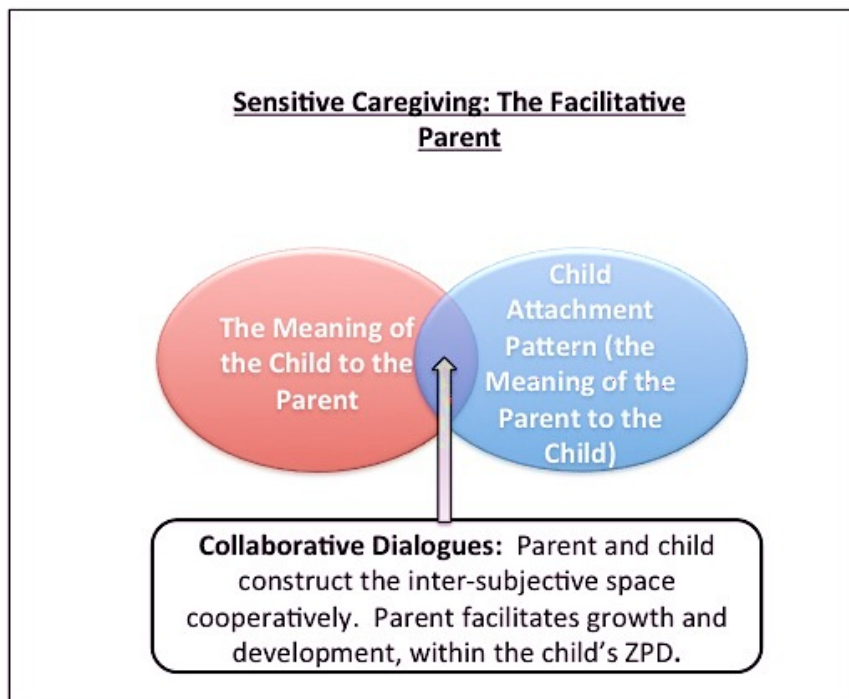 Sensitive Caregiving: The Facilitative
Parent
The Meaning of
the Child to the
Parent
Child
Attachment
Pattern (the
Meaning of the
Parent to the
Child)
Collaborative Dialogues:  Parent and child
construct the inter-subjective space
cooperatively.  Parent facilitates growth and
development, within the child’s ZPD.